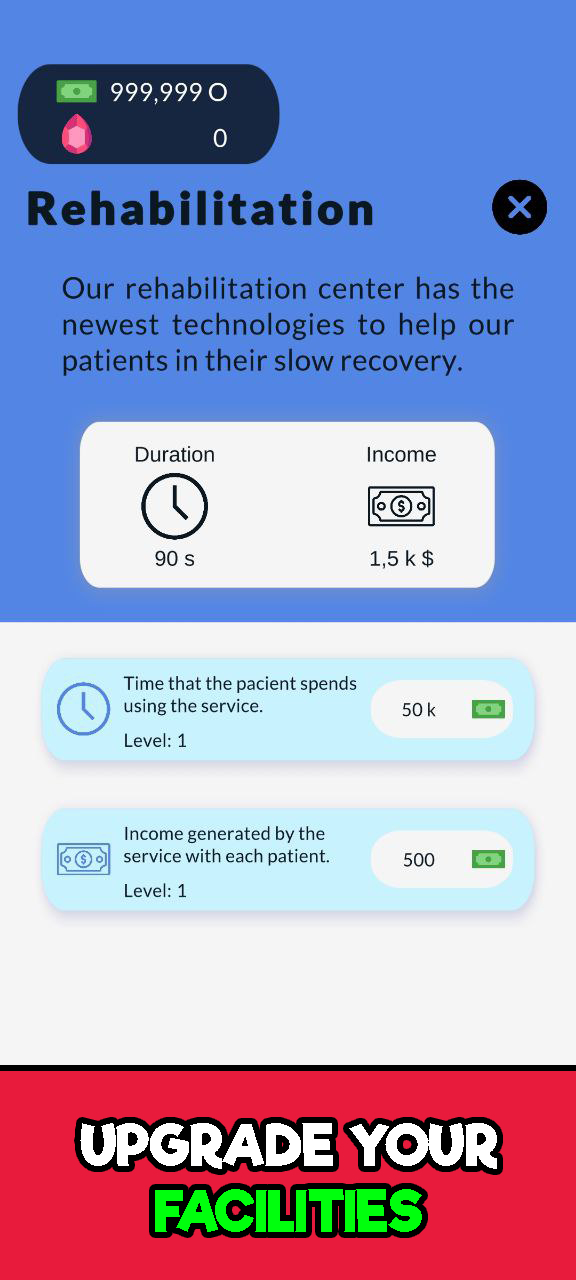 999,999 O
0
Rehabilitation
Our rehabilitation center has the
newest technologies to help our
patients in their slow recovery.
Duration
Income
90 s
1,5 k $
Time that the pacient spends
using the service.
Level: 1
50 k
Income generated by the
service with each patient.
Level: 1
500
UPGRADE YOUR
FACILITIES